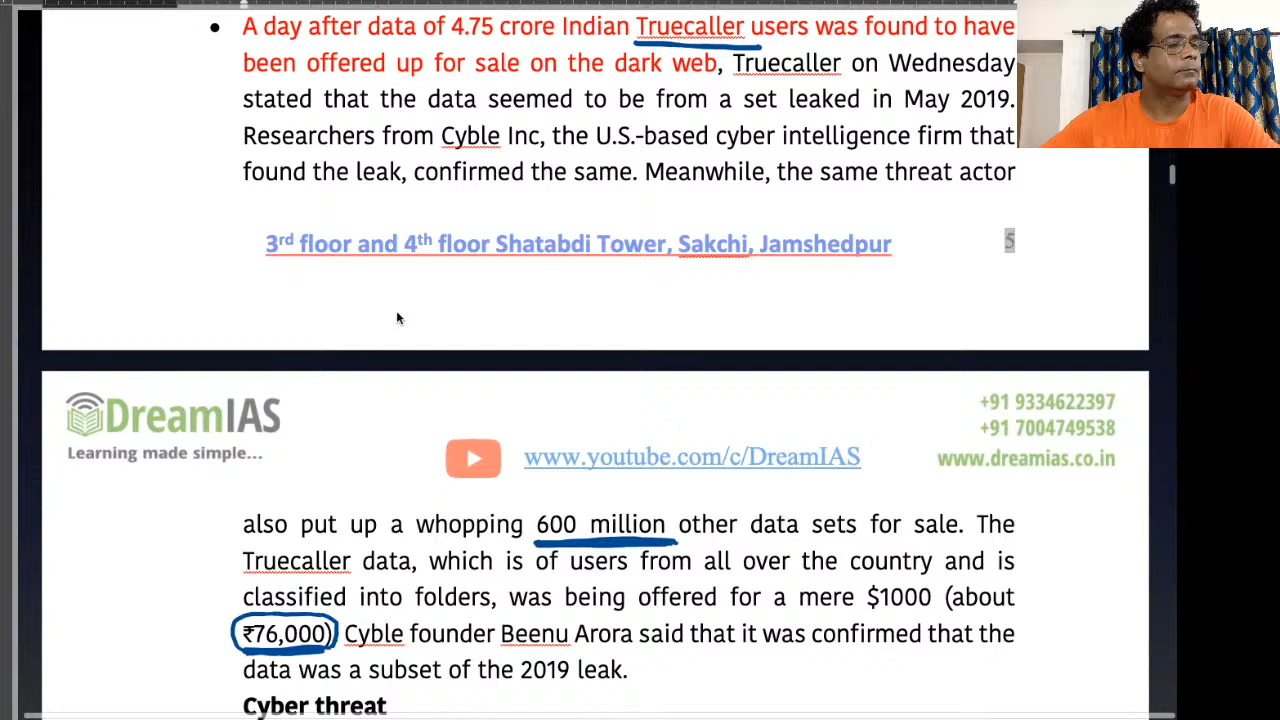 • A day after data of 4.75 crore Indian Truecaller users was found to have
been offered up for sale on the dark web, Truecaller on Wednesday
stated that the data seemed to be from a set leaked in May 2019.
Researchers from Cyble Inc, the U.S.-based cyber intelligence firm that
found the leak, confirmed the same. Meanwhile, the same threat actor
3rd floor and 4th floor Shatabdi Tower, Sakchi, Jamshedpur
5
DreamIAS
Learning made simple...
www.youtube.com/c/DreamIAS
+91 9334622397
+91 7004749538
www.dreamias.co.in
also put up a whopping 600 million other data sets for sale. The
Truecaller data, which is of users from all over the country and is
classified into folders, was being offered for a mere $1000 (about
₹76,000) Cyble founder Beenu Arora said that it was confirmed that the
data was a subset of the 2019 leak.
Cyber threat